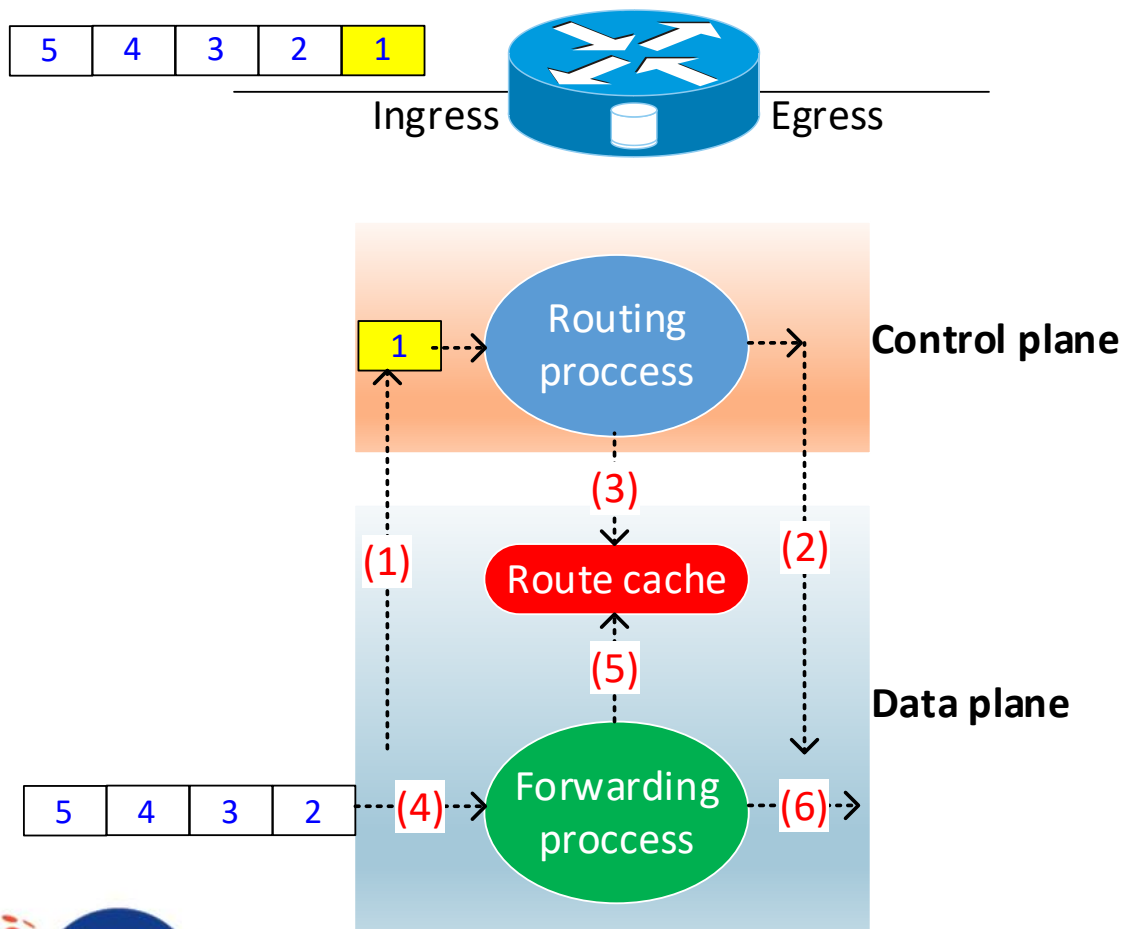 5 4 3 2 1
Ingress Egress
Routing
proccess
1
Control plane
(3)
(1)
(2)
Route cache
(5)
Data plane
Forwarding
proccess
5 4 3 2
(4)
(6)